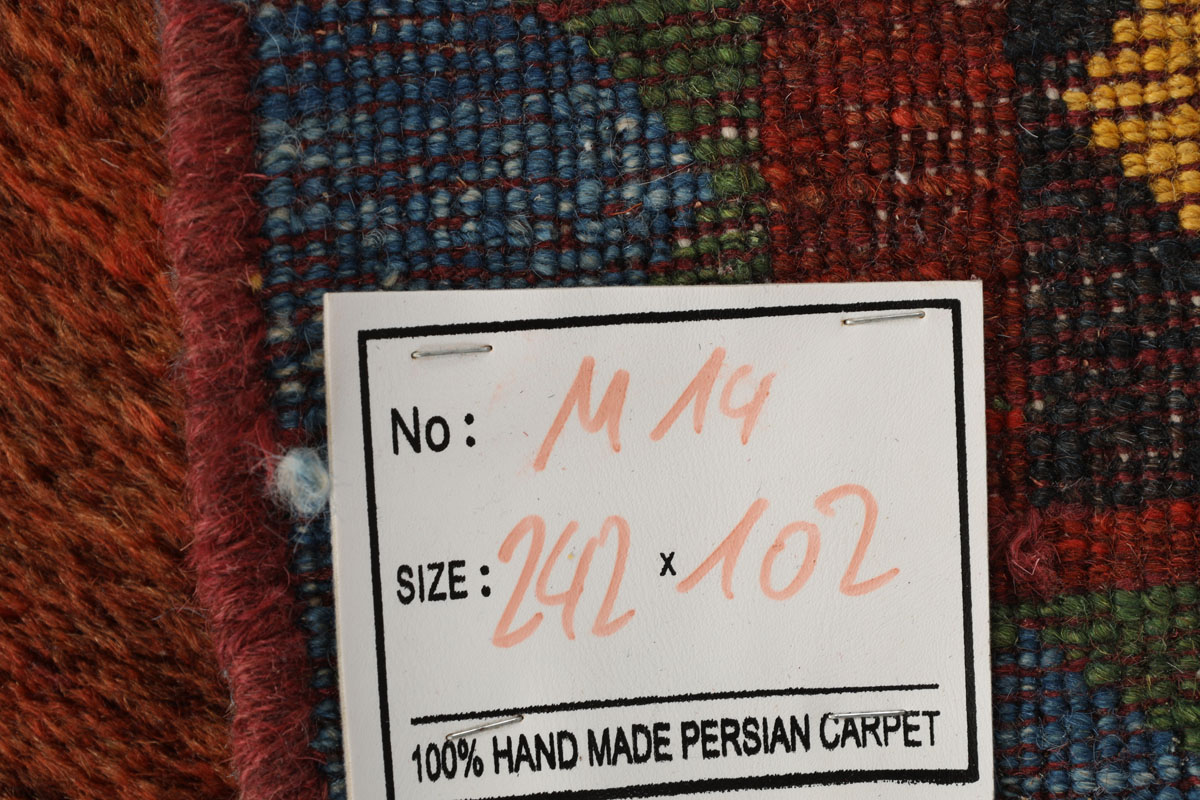 No: M 14
SIZE: 242 x 102
100% HAND MADE PERSIAN CARPET